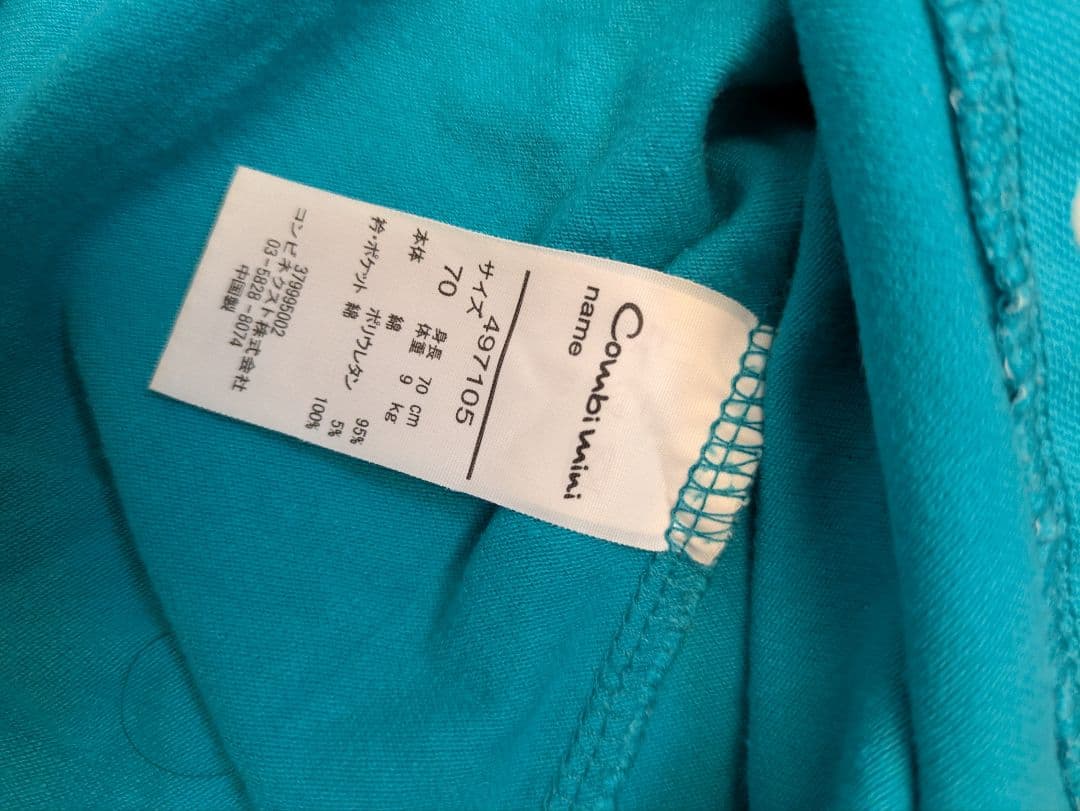 Combi mini
name
サイズ 497105
70 身長 70 cm
体重 9 kg
本体 綿 95%
ポリウレタン 5%
衿・ポケット 綿 100%
379995002
コンビネクスト株式会社
03-5828-8074
中国製